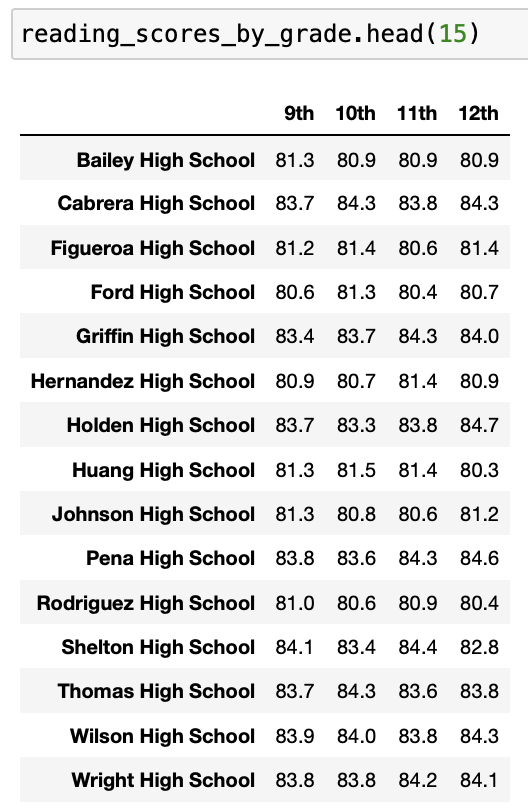 reading_scores_by_grade.head(15)
9th 10th 11th 12th
Bailey High School 81.3 80.9 80.9 80.9
Cabrera High School 83.7 84.3 83.8 84.3
Figueroa High School 81.2 81.4 80.6 81.4
Ford High School 80.6 81.3 80.4 80.7
Griffin High School 83.4 83.7 84.3 84.0
Hernandez High School 80.9 80.7 81.4 80.9
Holden High School 83.7 83.3 83.8 84.7
Huang High School 81.3 81.5 81.4 80.3
Johnson High School 81.3 80.8 80.6 81.2
Pena High School 83.8 83.6 84.3 84.6
Rodriguez High School 81.0 80.6 80.9 80.4
Shelton High School 84.1 83.4 84.4 82.8
Thomas High School 83.7 84.3 83.6 83.8
Wilson High School 83.9 84.0 83.8 84.3
Wright High School 83.8 83.8 84.2 84.1